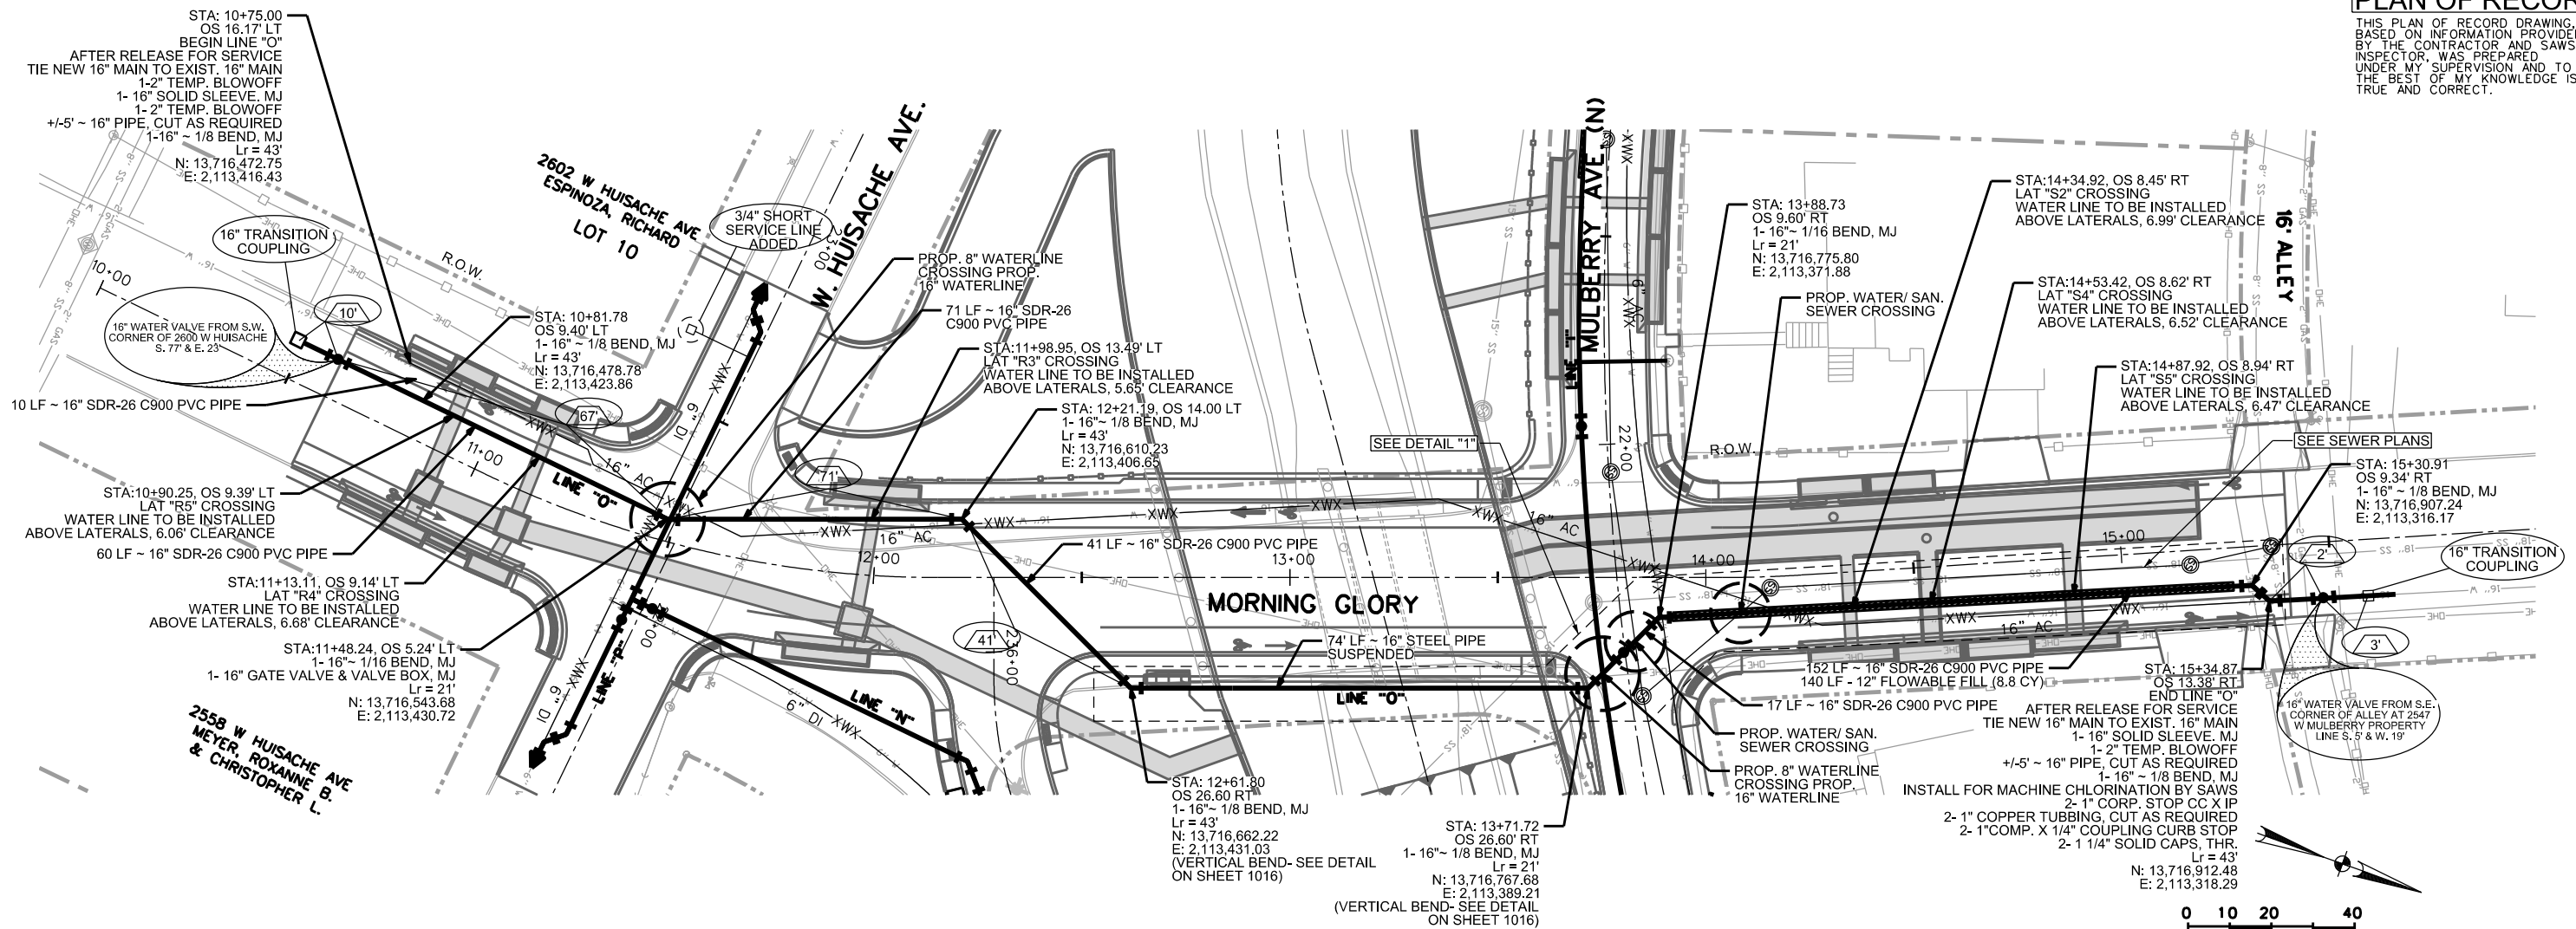 PLAN OF RECOR
THIS PLAN OF RECORD DRAWING,
BASED ON INFORMATION PROVIDE
BY THE CONTRACTOR AND SAWS
INSPECTOR, WAS PREPARED
UNDER MY SUPERVISION AND TO
THE BEST OF MY KNOWLEDGE IS
TRUE AND CORRECT.
STA: 10+75.00
OS 16.17' LT
BEGIN LINE "O"
AFTER RELEASE FOR SERVICE
TIE NEW 16" MAIN TO EXIST. 16" MAIN
1-2" TEMP. BLOWOFF
1- 16" SOLID SLEEVE, MJ
1- 2" TEMP. BLOWOFF
+/-5' ~ 16" PIPE, CUT AS REQUIRED
1-16" ~ 1/8 BEND, MJ
Lr = 43'
N: 13,716,472.75
E: 2,113,416.43
16" TRANSITION
COUPLING
10+00
16" WATER VALVE FROM S.W.
CORNER OF 2600 W HUISACHE
S. 77' & E. 23'
10'
R.O.W.
10 LF ~ 16" SDR-26 C900 PVC PIPE
2602 W HUISACHE AVE
ESPINOZA, RICHARD
LOT 10
3/4" SHORT
SERVICE LINE
ADDED
23+00
W. HUISACHE AVE.
STA: 10+81.78
OS 9.40' LT
1- 16" ~ 1/8 BEND, MJ
Lr = 43'
N: 13,716,478.78
E: 2,113,423.86
67'
PROP. 8" WATERLINE
CROSSING PROP.
16" WATERLINE
71 LF ~ 16" SDR-26
C900 PVC PIPE
STA:11+98.95, OS 13.49' LT
LAT "R3" CROSSING
WATER LINE TO BE INSTALLED
ABOVE LATERALS, 5.65' CLEARANCE
STA: 12+21.19, OS 14.00 LT
1- 16"~ 1/8 BEND, MJ
Lr = 43'
N: 13,716,610.23
E: 2,113,406.65
71'
11+00
LINE "O"
16" AC
XWX
6" DI
STA:10+90.25, OS 9.39' LT
LAT "R5" CROSSING
WATER LINE TO BE INSTALLED
ABOVE LATERALS, 6.06' CLEARANCE
60 LF ~ 16" SDR-26 C900 PVC PIPE
STA:11+13.11, OS 9.14' LT
LAT "R4" CROSSING
WATER LINE TO BE INSTALLED
ABOVE LATERALS, 6.68' CLEARANCE
STA:11+48.24, OS 5.24' LT
1- 16"~ 1/16 BEND, MJ
1- 16" GATE VALVE & VALVE BOX, MJ
Lr = 21'
N: 13,716,543.68
E: 2,113,430.72
2558 W HUISACHE AVE
MEYER, ROXANNE B.
& CHRISTOPHER L.
LINE "P"
6" DI
XWX
LINE "N"
6" DI
XWX
XWX
16" AC
XWX
12+00
41 LF ~ 16" SDR-26 C900 PVC PIPE
13+00
MORNING GLORY
41'
236+00
74' LF ~ 16" STEEL PIPE
SUSPENDED
LINE "O"
STA: 12+61.80
OS 26.60 RT
1- 16"~ 1/8 BEND, MJ
Lr = 43'
N: 13,716,662.22
E: 2,113,431.03
(VERTICAL BEND- SEE DETAIL
ON SHEET 1016)
STA: 13+71.72
OS 26.60' RT
1- 16"~ 1/8 BEND, MJ
Lr = 21'
N: 13,716,767.68
E: 2,113,389.21
(VERTICAL BEND- SEE DETAIL
ON SHEET 1016)
MULBERRY AVE. (N)
LINE "I"
6" AC
XWX
22+00
SEE DETAIL "1"
16" AC
XWX
STA: 13+88.73
OS 9.60' RT
1- 16"~ 1/16 BEND, MJ
Lr = 21'
N: 13,716,775.80
E: 2,113,371.88
PROP. WATER/ SAN.
SEWER CROSSING
STA:14+34.92, OS 8.45' RT
LAT "S2" CROSSING
WATER LINE TO BE INSTALLED
ABOVE LATERALS, 6.99' CLEARANCE
STA:14+53.42, OS 8.62' RT
LAT "S4" CROSSING
WATER LINE TO BE INSTALLED
ABOVE LATERALS, 6.52' CLEARANCE
STA:14+87.92, OS 8.94' RT
LAT "S5" CROSSING
WATER LINE TO BE INSTALLED
ABOVE LATERALS, 6.47' CLEARANCE
16' ALLEY
R.O.W.
SEE SEWER PLANS
STA: 15+30.91
OS 9.34' RT
1- 16" ~ 1/8 BEND, MJ
N: 13,716,907.24
E: 2,113,316.17
14+00
15+00
2'
16" TRANSITION
COUPLING
3'
XWX
16" AC
XWX
152 LF ~ 16" SDR-26 C900 PVC PIPE
140 LF - 12" FLOWABLE FILL (8.8 CY)
17 LF ~ 16" SDR-26 C900 PVC PIPE
PROP. WATER/ SAN.
SEWER CROSSING
PROP. 8" WATERLINE
CROSSING PROP.
16" WATERLINE
STA: 15+34.87
OS 13.38' RT
END LINE "O"
AFTER RELEASE FOR SERVICE
TIE NEW 16" MAIN TO EXIST. 16" MAIN
1- 16" SOLID SLEEVE, MJ
1- 2" TEMP. BLOWOFF
+/-5' ~ 16" PIPE, CUT AS REQUIRED
1- 16" ~ 1/8 BEND, MJ
INSTALL FOR MACHINE CHLORINATION BY SAWS
2- 1" CORP. STOP CC X IP
2- 1" COPPER TUBBING, CUT AS REQUIRED
2- 1"COMP. X 1/4" COUPLING CURB STOP
2- 1 1/4" SOLID CAPS, THR.
Lr = 43'
N: 13,716,912.48
E: 2,113,318.29
16" WATER VALVE FROM S.E.
CORNER OF ALLEY AT 2547
W MULBERRY PROPERTY
LINE S. 5' & W. 19'
0 10 20 40